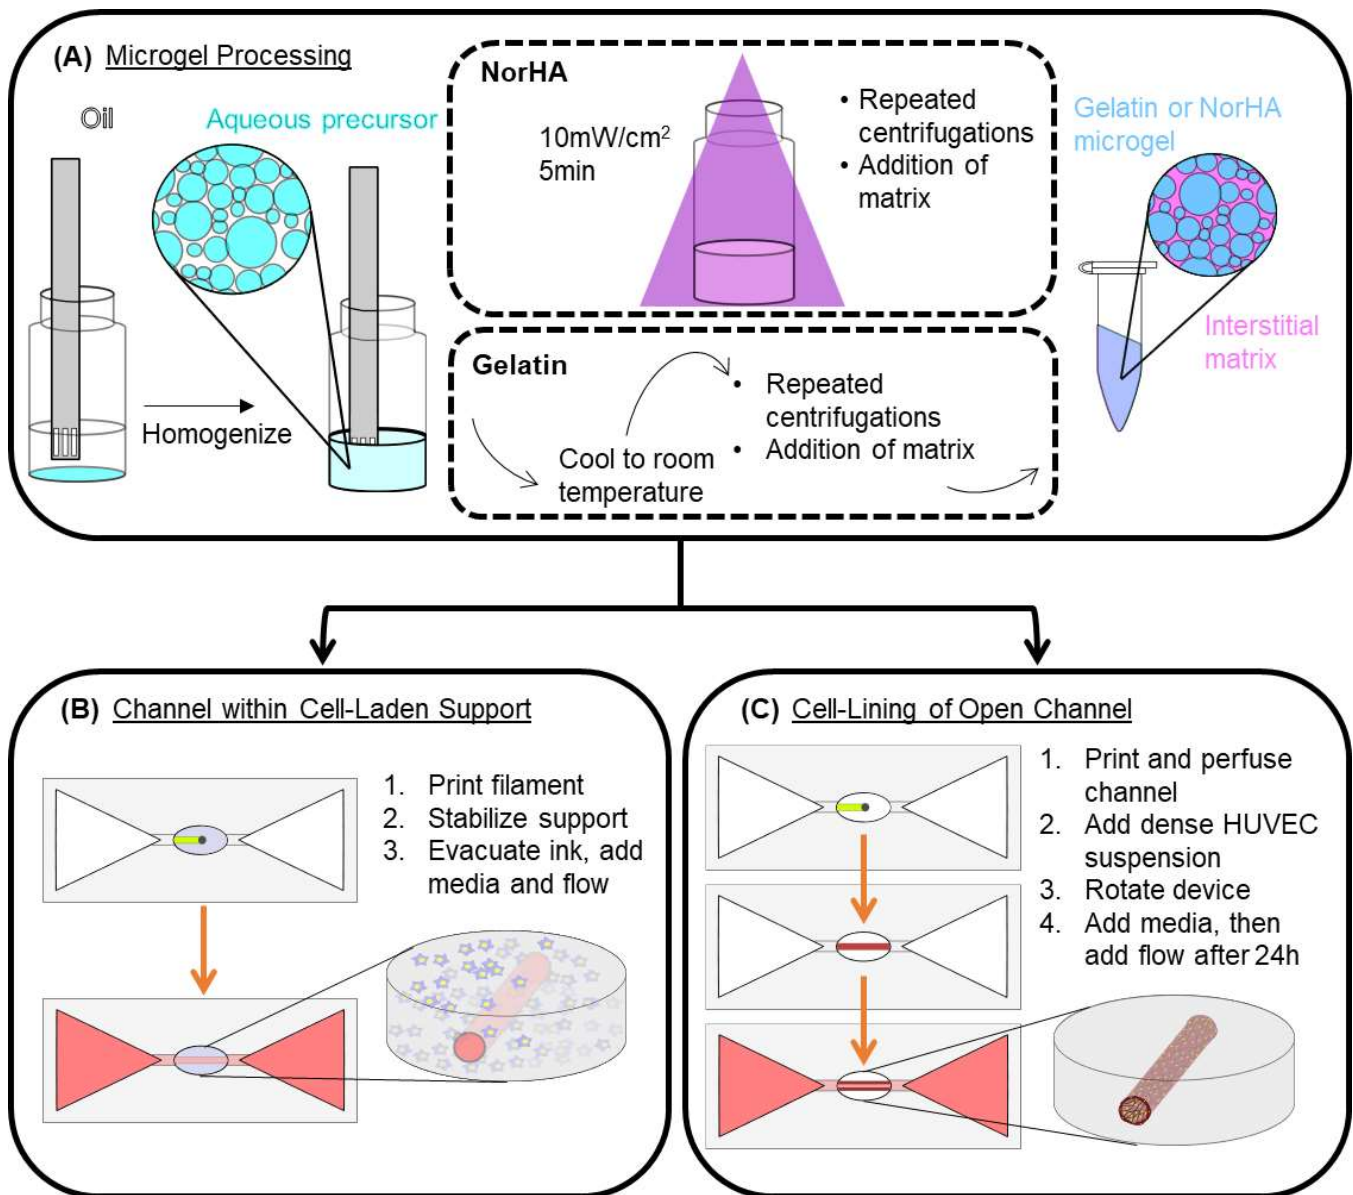 (A) Microgel Processing
Oil
Aqueous precursor
Homogenize
NorHA
10mW/cm²
5min
• Repeated
centrifugations
• Addition of
matrix
Gelatin
Cool to room
temperature
• Repeated
centrifugations
• Addition of matrix
Gelatin or NorHA
microgel
Interstitial
matrix
(B) Channel within Cell-Laden Support
1. Print filament
2. Stabilize support
3. Evacuate ink, add
media and flow
(C) Cell-Lining of Open Channel
1. Print and perfuse
channel
2. Add dense HUVEC
suspension
3. Rotate device
4. Add media, then
add flow after 24h